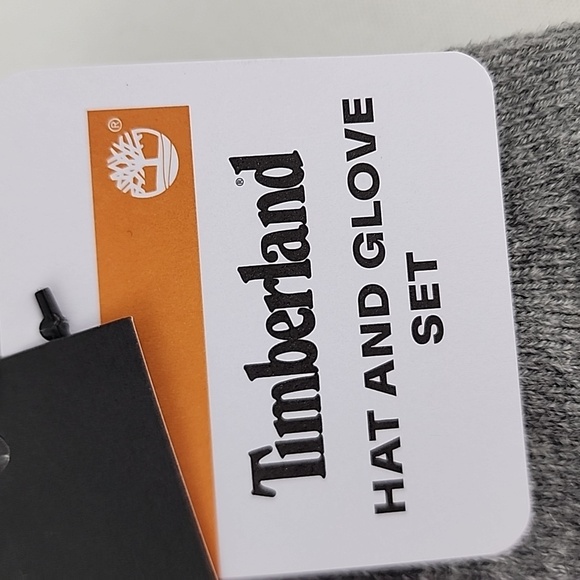 ®
Timberland®
HAT AND GLOVE
SET